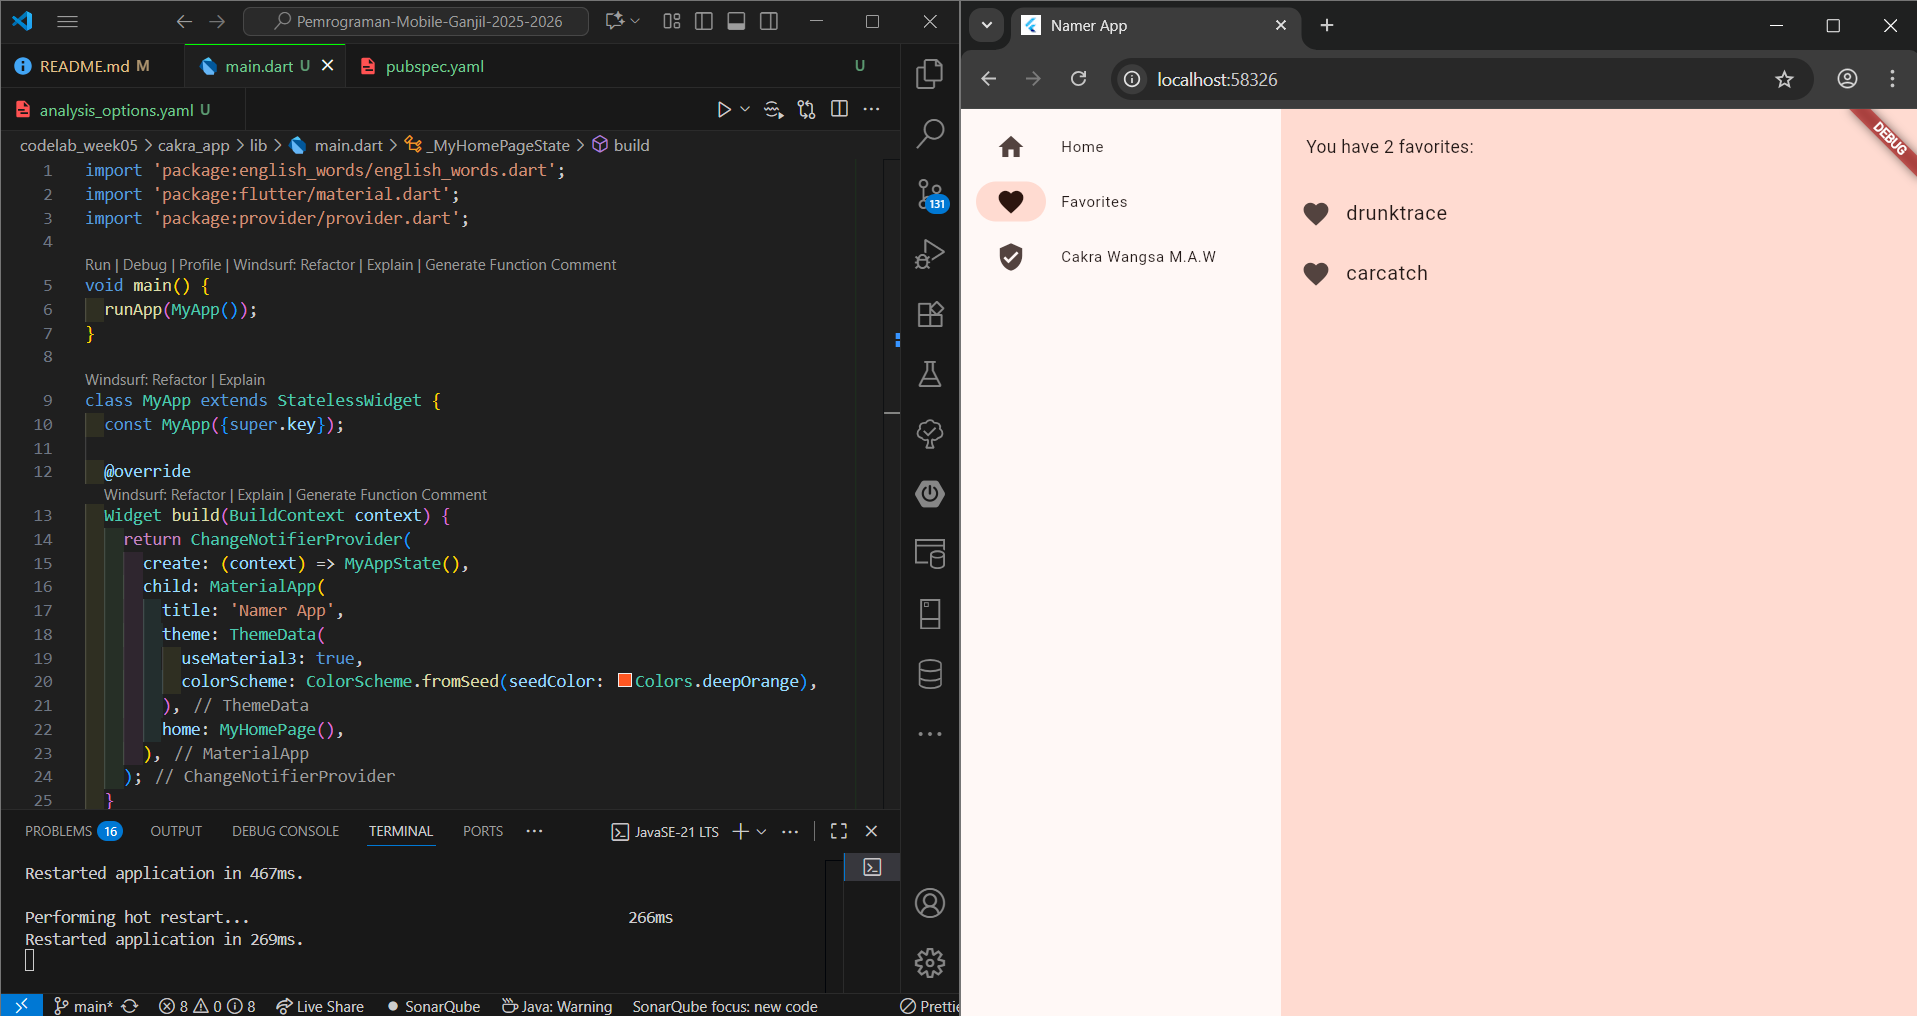 Pemrograman-Mobile-Ganjil-2025-2026
README.md M
main.dart U
pubspec.yaml
U
analysis_options.yaml U
codelab_week05 > cakra_app > lib > main.dart > _MyHomePageState > build
1 import 'package:english_words/english_words.dart';
2 import 'package:flutter/material.dart';
3 import 'package:provider/provider.dart';
4
Run | Debug | Profile | Windsurf: Refactor | Explain | Generate Function Comment
5 void main() {
6 runApp(MyApp());
7 }
8
Windsurf: Refactor | Explain
9 class MyApp extends StatelessWidget {
10 const MyApp({super.key});
11
12 @override
Windsurf: Refactor | Explain | Generate Function Comment
13 Widget build(BuildContext context) {
14 return ChangeNotifierProvider(
15 create: (context) => MyAppState(),
16 child: MaterialApp(
17 title: 'Namer App',
18 theme: ThemeData(
19 useMaterial3: true,
20 colorScheme: ColorScheme.fromSeed(seedColor: Colors.deepOrange),
21 ), // ThemeData
22 home: MyHomePage(),
23 ), // MaterialApp
24 ); // ChangeNotifierProvider
25 }
131
PROBLEMS 16 OUTPUT DEBUG CONSOLE TERMINAL PORTS
JavaSE-21 LTS
Restarted application in 467ms.
Performing hot restart... 266ms
Restarted application in 269ms.
main* 8 0 8 Live Share SonarQube Java: Warning SonarQube focus: new code Prettie
Namer App
localhost:58326
Home
Favorites
Cakra Wangsa M.A.W
You have 2 favorites:
drunktrace
carcatch
DEBUG